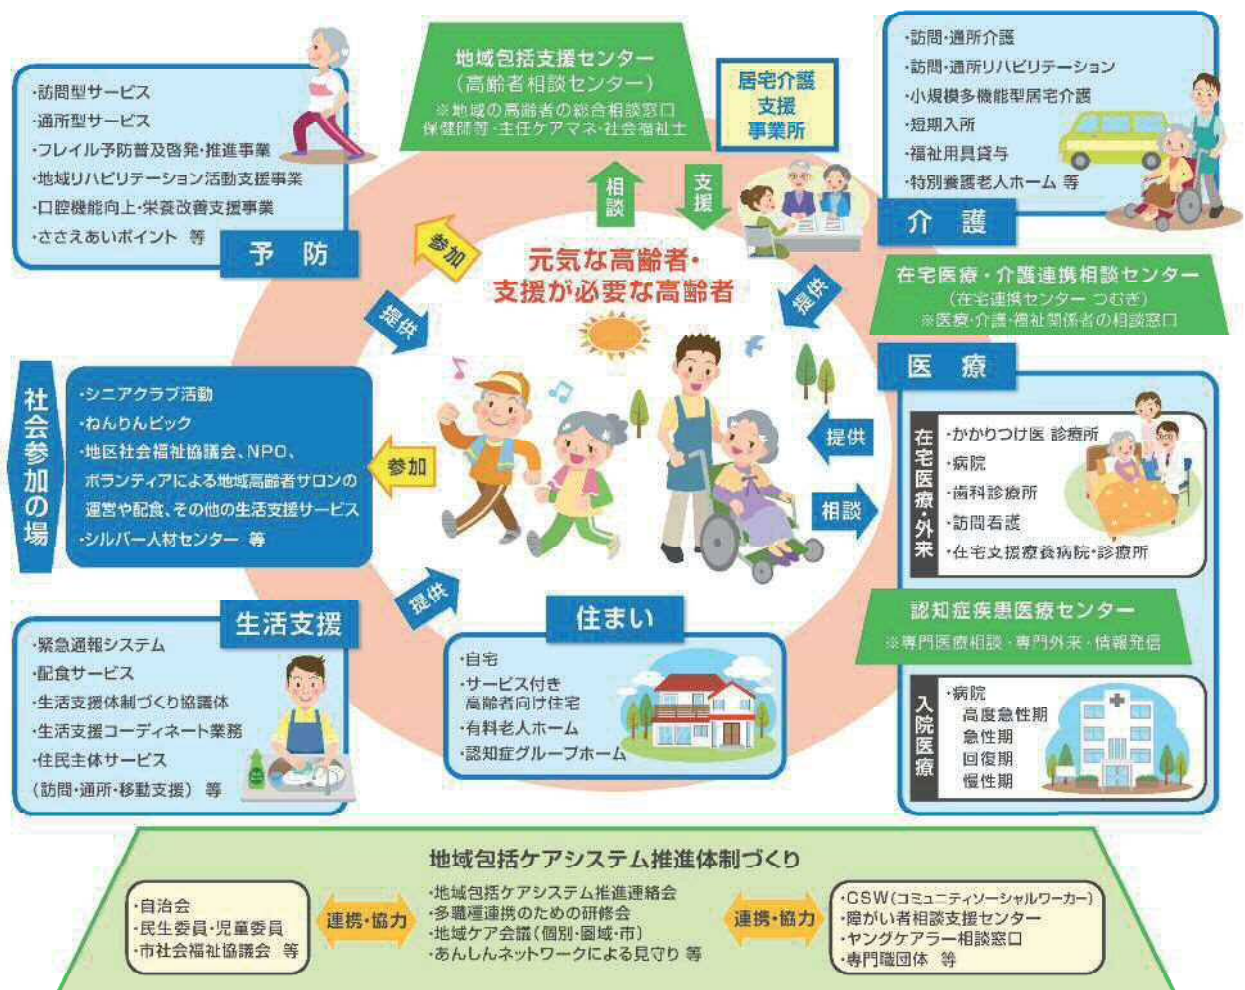 地域包括支援センター
(高齢者相談センター)
※地域の高齢者の総合相談窓口
保健師等・主任ケアマネ・社会福祉士
居宅介護
支援
事業所
相談
支援
・訪問型サービス
・通所型サービス
・フレイル予防普及啓発・推進事業
・地域リハビリテーション活動支援事業
・口腔機能向上・栄養改善支援事業
・ささえあいポイント 等
予 防
参加
提供
・訪問・通所介護
・訪問・通所リハビリテーション
・小規模多機能型居宅介護
・短期入所
・福祉用具貸与
・特別養護老人ホーム 等
介 護
提供
元気な高齢者・
支援が必要な高齢者
在宅医療・介護連携相談センター
(在宅連携センター つむぎ)
※医療・介護・福祉関係者の相談窓口
社会参加の場
・シニアクラブ活動
・ねんりんピック
・地区社会福祉協議会、NPO、
ボランティアによる地域高齢者サロンの
運営や配食、その他の生活支援サービス
・シルバー人材センター 等
参加
提供
相談
医 療
在宅医療・外来
・かかりつけ医 診療所
・病院
・歯科診療所
・訪問看護
・在宅支援療養病院・診療所
認知症疾患医療センター
※専門医療相談・専門外来・情報発信
入院医療
・病院
高度急性期
急性期
回復期
慢性期
生活支援
・緊急通報システム
・配食サービス
・生活支援体制づくり協議体
・生活支援コーディネート業務
・住民主体サービス
(訪問・通所・移動支援) 等
提供
住まい
・自宅
・サービス付き
高齢者向け住宅
・有料老人ホーム
・認知症グループホーム
地域包括ケアシステム推進体制づくり
・自治会
・民生委員・児童委員
・市社会福祉協議会 等
連携・協力
・地域包括ケアシステム推進連絡会
・多職種連携のための研修会
・地域ケア会議(個別・圏域・市)
・あんしんネットワークによる見守り 等
連携・協力
・CSW(コミュニティソーシャルワーカー)
・障がい者相談支援センター
・ヤングケアラー相談窓口
・専門職団体 等